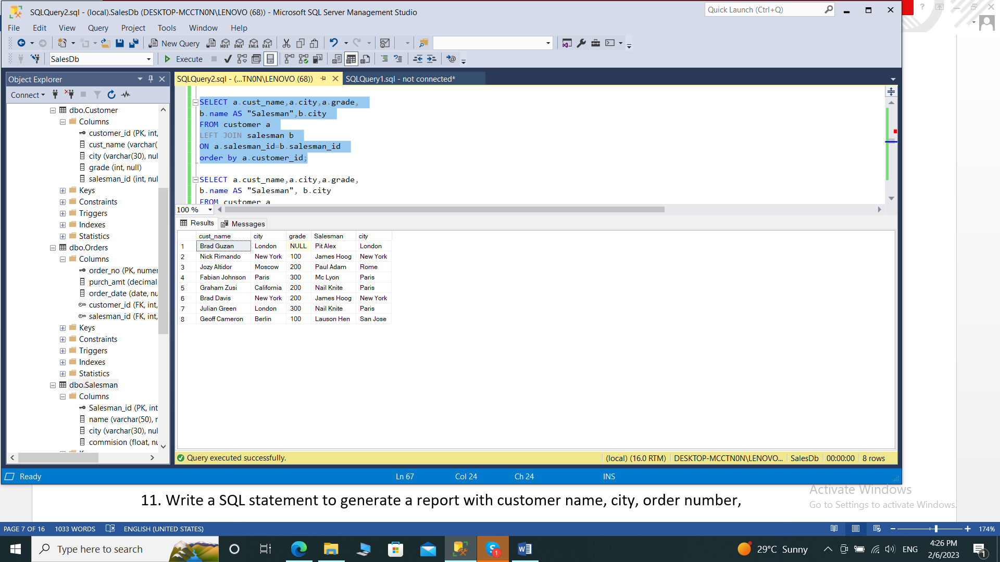 SQLQuery2.sql - (local).SalesDb (DESKTOP-MCCTN0N\LENOVO (68)) - Microsoft SQL Server Management Studio
Quick Launch (Ctrl+Q)
File Edit View Query Project Tools Window Help
New Query
MDX DMX XMLA DAX
SalesDb
Execute
Object Explorer
Connect
dbo.Customer
Columns
customer_id (PK, int,
cust_name (varchar(
city (varchar(30), nul
grade (int, null)
salesman_id (int, nul
Keys
Constraints
Triggers
Indexes
Statistics
dbo.Orders
Columns
order_no (PK, numer
purch_amt (decimal
order_date (date, nu
customer_id (FK, int,
salesman_id (FK, int,
Keys
Constraints
Triggers
Indexes
Statistics
dbo.Salesman
Columns
Salesman_id (PK, int
name (varchar(50), r
city (varchar(30), nul
commision (float, nu
SQLQuery2.sql - (...TN0N\LENOVO (68))
SQLQuery1.sql - not connected*
SELECT a.cust_name,a.city,a.grade,
b.name AS "Salesman",b.city
FROM customer a
LEFT JOIN salesman b
ON a.salesman_id=b.salesman_id
order by a.customer_id;
SELECT a.cust_name,a.city,a.grade,
b.name AS "Salesman", b.city
FROM customer a
100 %
Results Messages
cust_name city grade Salesman city
1 Brad Guzan London NULL Pit Alex London
2 Nick Rimando New York 100 James Hoog New York
3 Jozy Altidor Moscow 200 Paul Adam Rome
4 Fabian Johnson Paris 300 Mc Lyon Paris
5 Graham Zusi California 200 Nail Knite Paris
6 Brad Davis New York 200 James Hoog New York
7 Julian Green London 300 Nail Knite Paris
8 Geoff Cameron Berlin 100 Lauson Hen San Jose
Query executed successfully.
(local) (16.0 RTM) DESKTOP-MCCTN0N\LENOVO... SalesDb 00:00:00 8 rows
Ready
Ln 67 Col 24 Ch 24 INS
Activate Windows
Go to Settings to activate Windows.
11. Write a SQL statement to generate a report with customer name, city, order number,
PAGE 7 OF 16 1033 WORDS ENGLISH (UNITED STATES)
174%
Type here to search
1
29°C Sunny
ENG
4:26 PM
2/6/2023
1